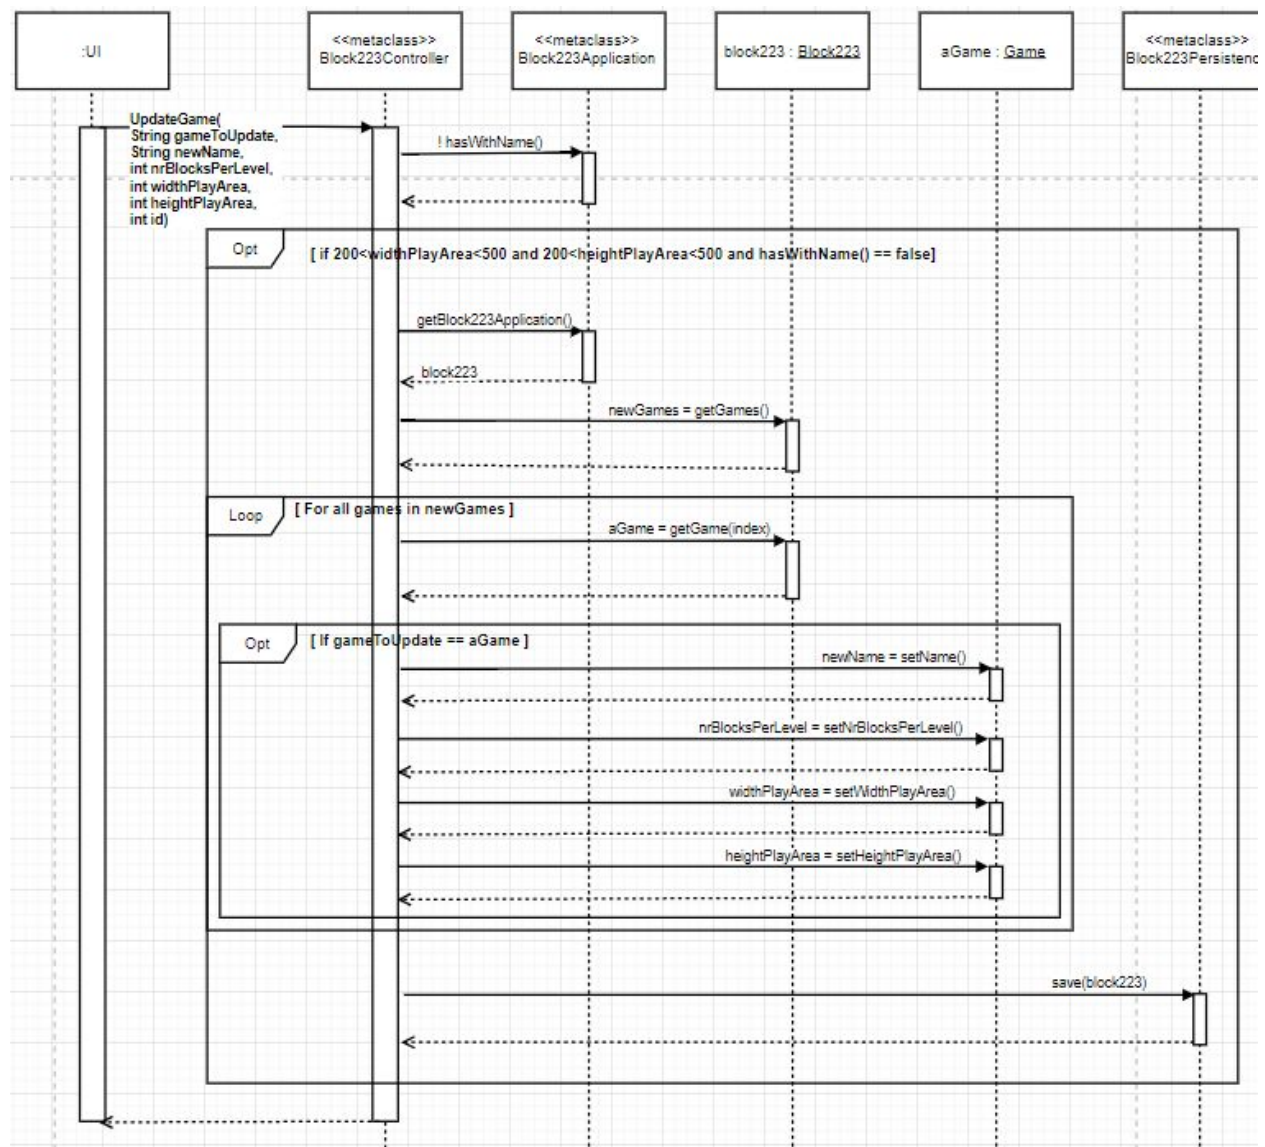 :UI
<<metaclass>>
Block223Controller
<<metaclass>>
Block223Application
block223 : Block223
aGame : Game
<<metaclass>>
Block223Persistenc
UpdateGame(
String gameToUpdate,
String newName,
int nrBlocksPerLevel,
int widthPlayArea,
int heightPlayArea,
int id)
! hasWithName()
Opt
[ if 200<widthPlayArea<500 and 200<heightPlayArea<500 and hasWithName() == false]
getBlock223Application()
block223
newGames = getGames()
Loop
[ For all games in newGames ]
aGame = getGame(index)
Opt
[ If gameToUpdate == aGame ]
newName = setName()
nrBlocksPerLevel = setNrBlocksPerLevel()
widthPlayArea = setWidthPlayArea()
heightPlayArea = setHeightPlayArea()
save(block223)